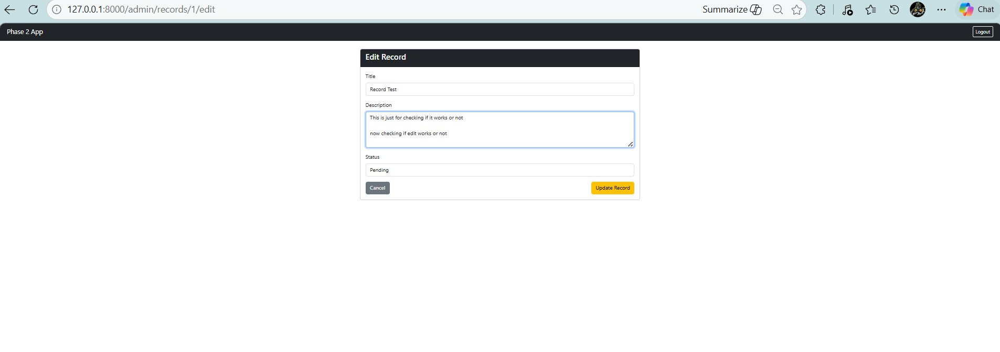 127.0.0.1:8000/admin/records/1/edit
Summarize
Chat
Phase 2 App
Logout
Edit Record
Title
Record Test
Description
This is just for checking if it works or not
now checking if edit works or not
Status
Pending
Cancel
Update Record